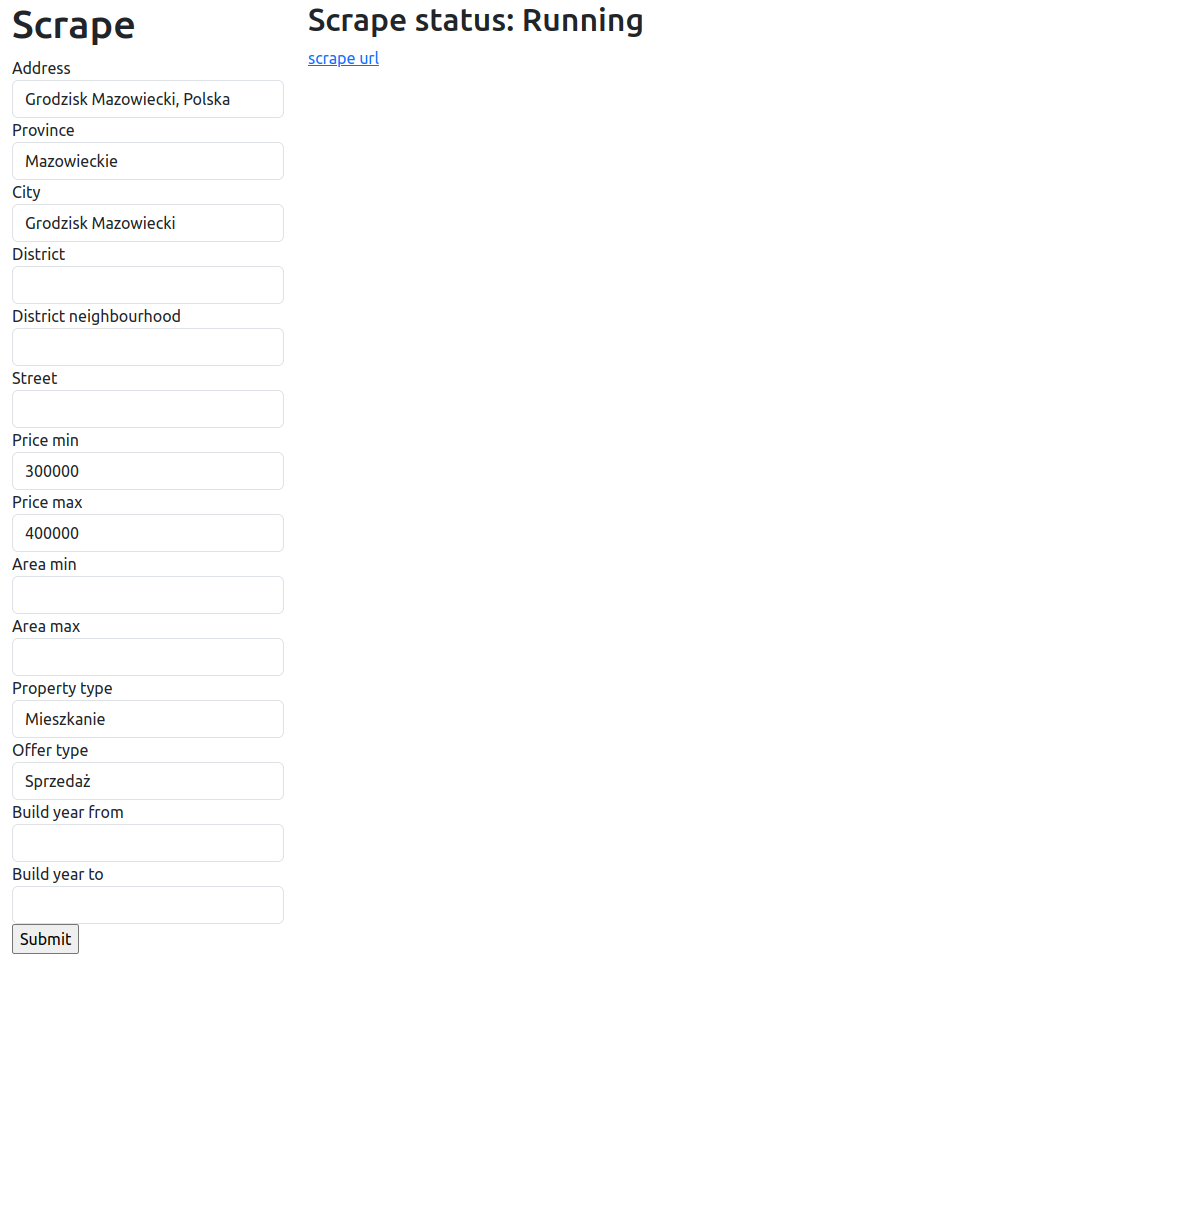 Scrape
Address
Grodzisk Mazowiecki, Polska
Province
Mazowieckie
City
Grodzisk Mazowiecki
District
District neighbourhood
Street
Price min
300000
Price max
400000
Area min
Area max
Property type
Mieszkanie
Offer type
Sprzedaż
Build year from
Build year to
Submit
Scrape status: Running
scrape url